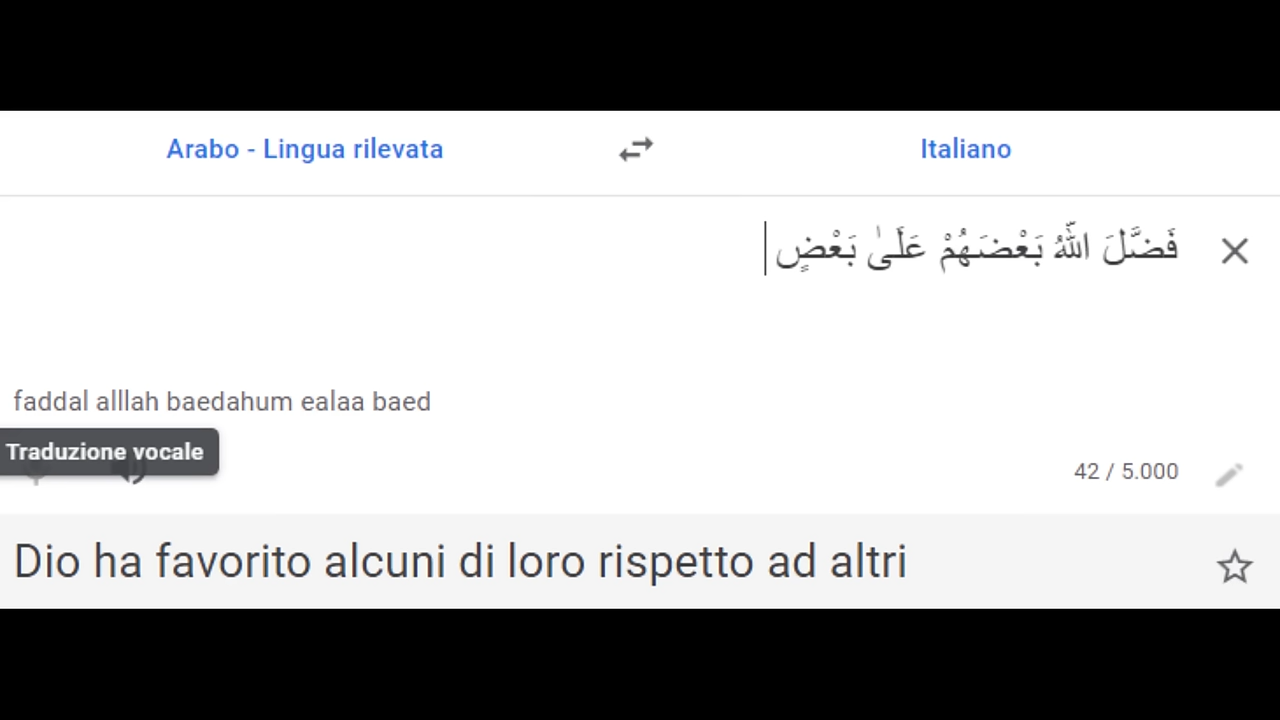 Arabo - Lingua rilevata
Italiano
فَضَّلَ اللَّهُ بَعْضَهُمْ عَلَىٰ بَعْضٍ
faddal alllah baedahum ealaa baed
Traduzione vocale
42 / 5.000
Dio ha favorito alcuni di loro rispetto ad altri